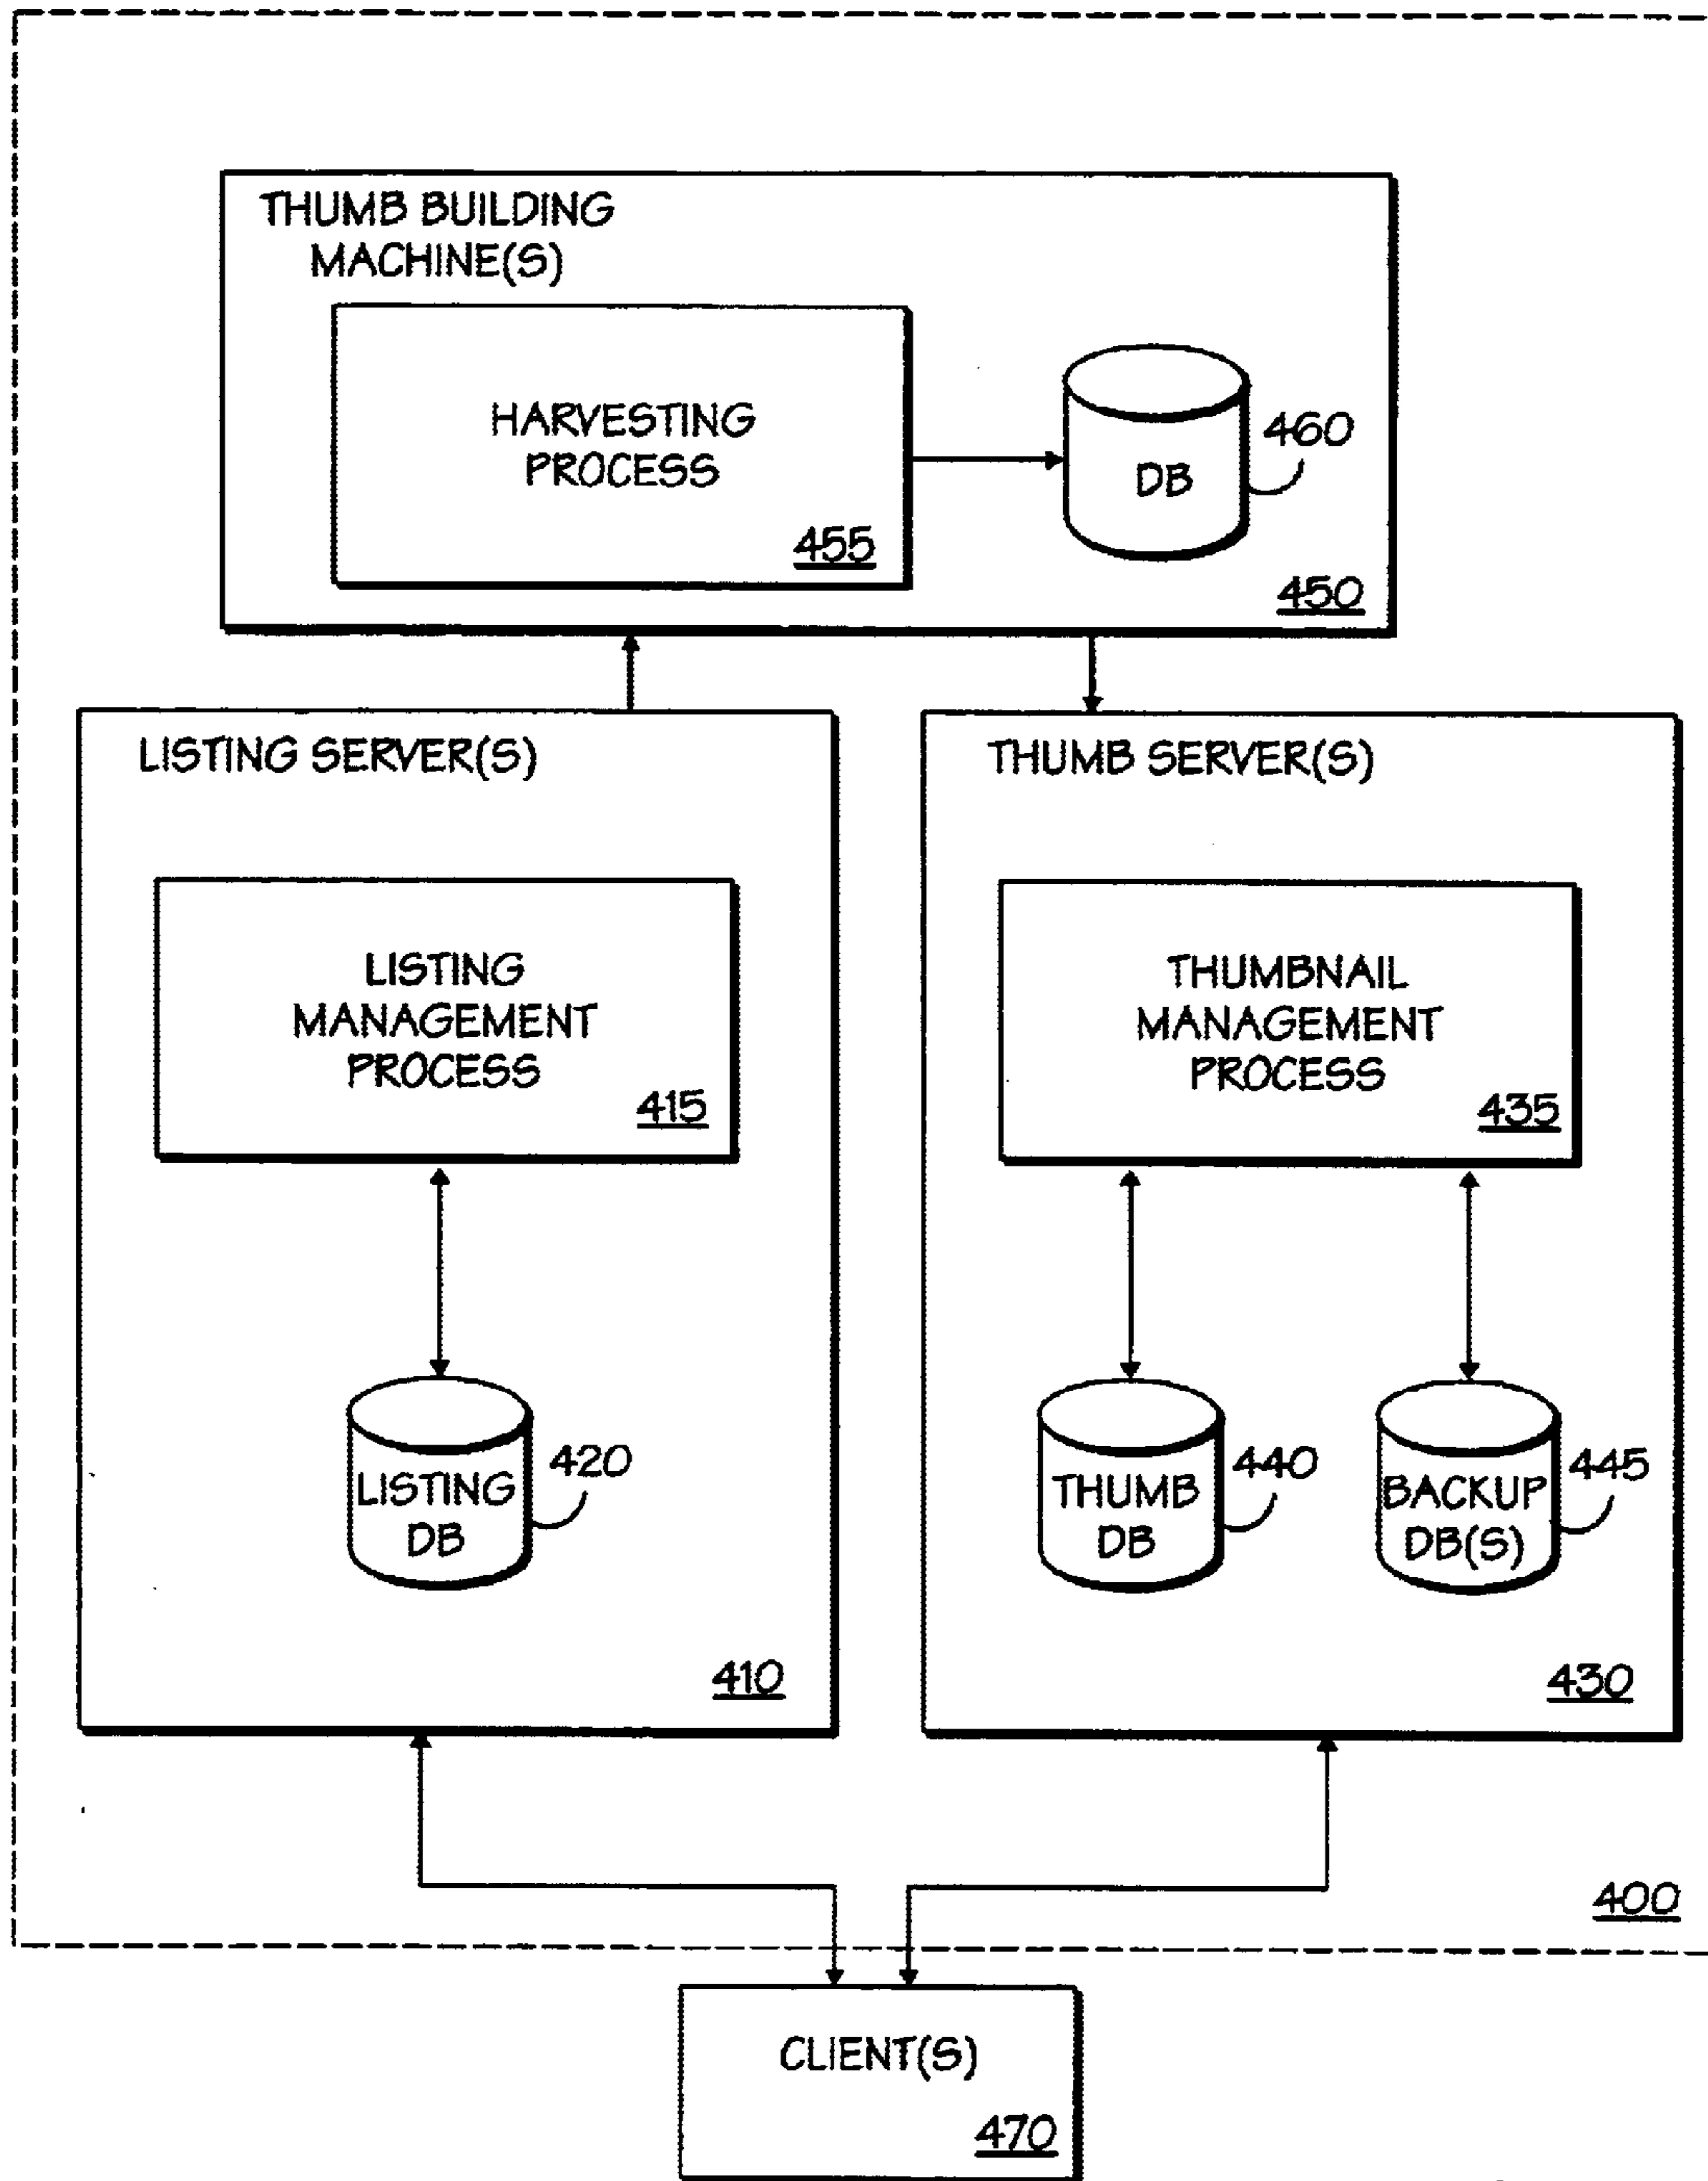 THUMB BUILDING
MACHINE(S)
HARVESTING
PROCESS
455
DB
460
450
LISTING SERVER(S)
LISTING
MANAGEMENT
PROCESS
415
LISTING
DB
420
410
THUMB SERVER(S)
THUMBNAIL
MANAGEMENT
PROCESS
435
THUMB
DB
440
BACKUP
DB(S)
445
430
400
CLIENT(S)
470